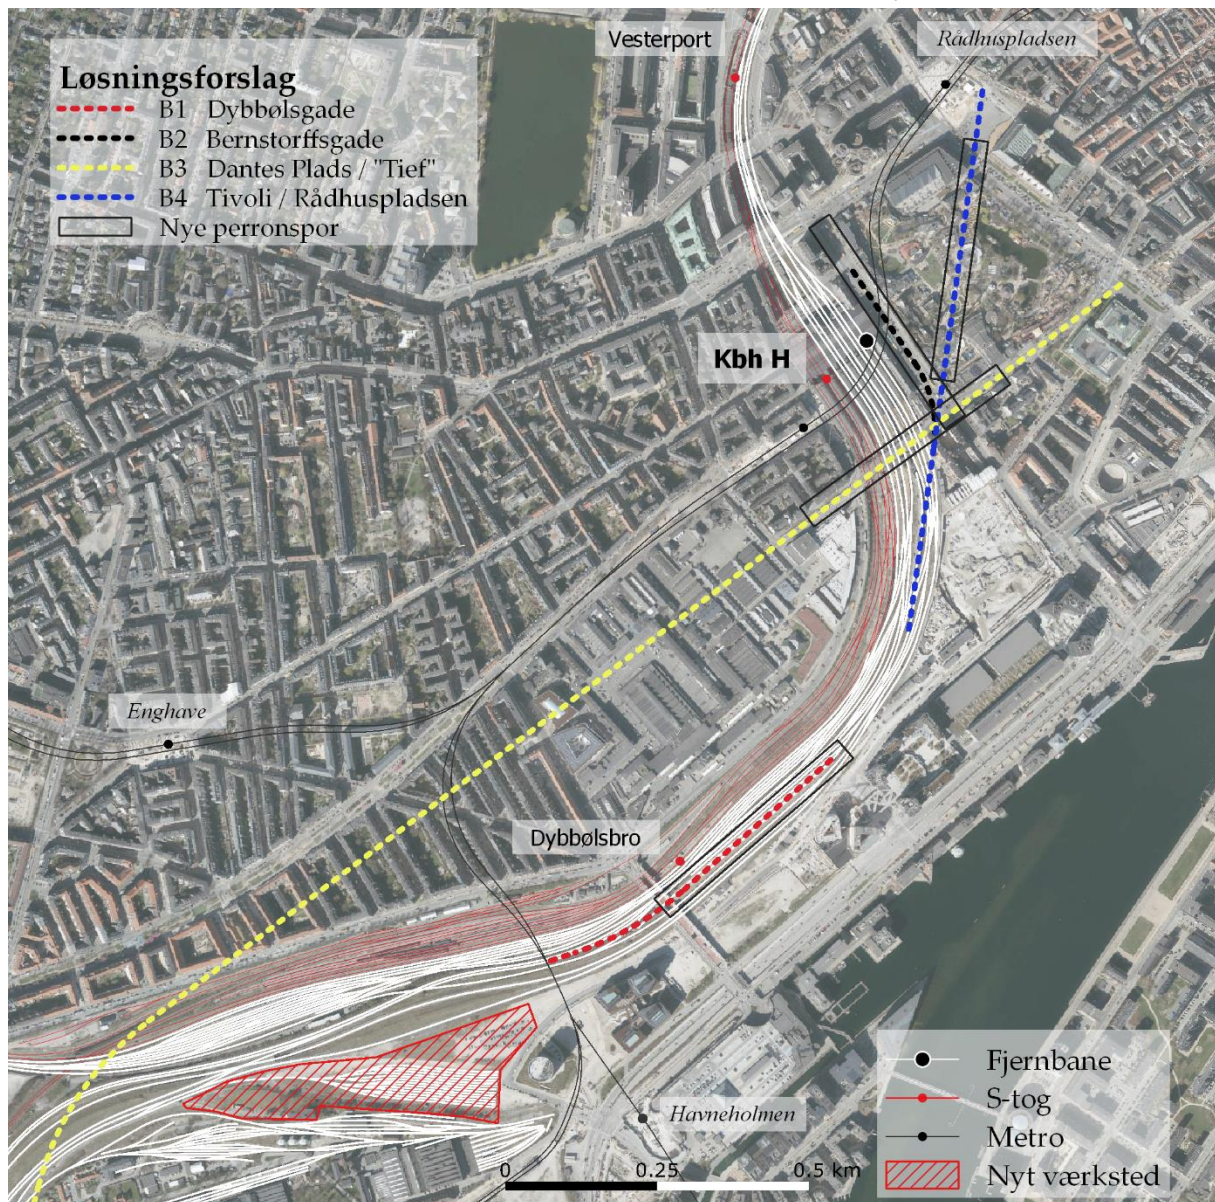 Vesterport
Rådhuspladsen
Løsningsforslag
B1 Dybbølsgade
B2 Bernstorffsgade
B3 Dantes Plads / "Tief"
B4 Tivoli / Rådhuspladsen
Nye perronspor
Kbh H
Enghave
Dybbølsbro
Havneholmen
Fjernbane
S-tog
Metro
Nyt værksted
0 0.25 0.5 km